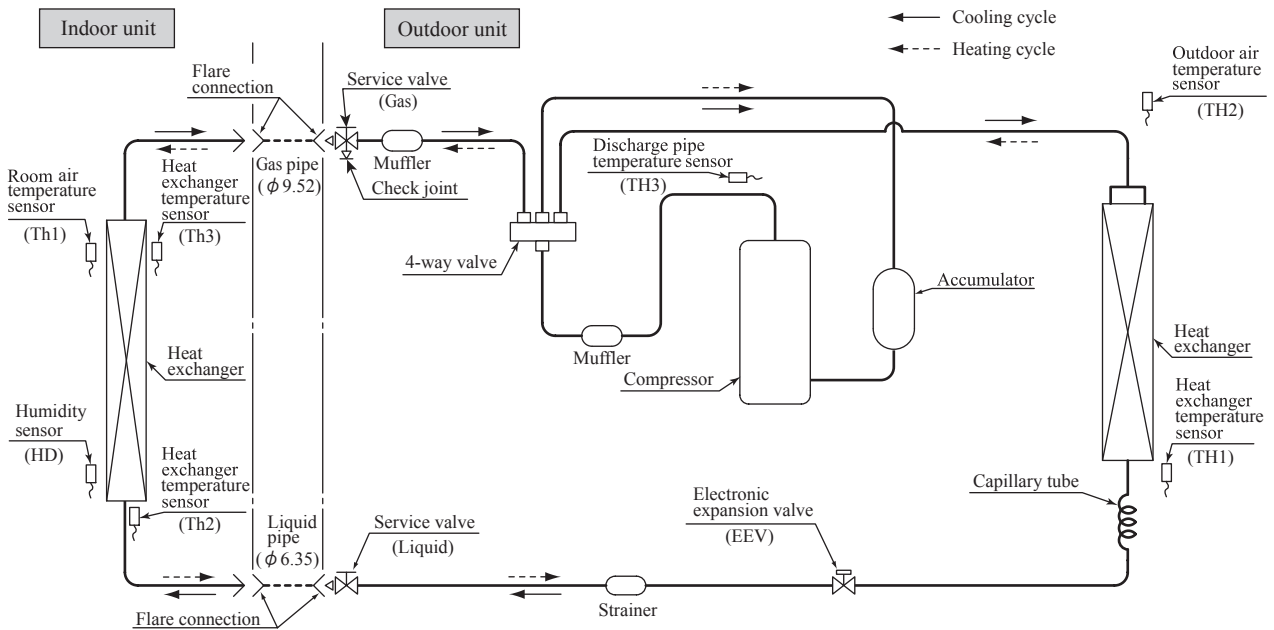 Indoor unit
Outdoor unit
Cooling cycle
Heating cycle
Flare
connection
Service valve
(Gas)
Outdoor air
temperature
sensor
(TH2)
Muffler
Gas pipe
(ϕ9.52)
Check joint
Discharge pipe
temperature sensor
(TH3)
Room air
temperature
sensor
(Th1)
Heat
exchanger
temperature
sensor
(Th3)
4-way valve
Accumulator
Muffler
Compressor
Heat
exchanger
Heat
exchanger
Humidity
sensor
(HD)
Heat
exchanger
temperature
sensor
(Th2)
Heat
exchanger
temperature
sensor
(TH1)
Capillary tube
Electronic
expansion valve
(EEV)
Liquid
pipe
(ϕ6.35)
Service valve
(Liquid)
Strainer
Flare connection